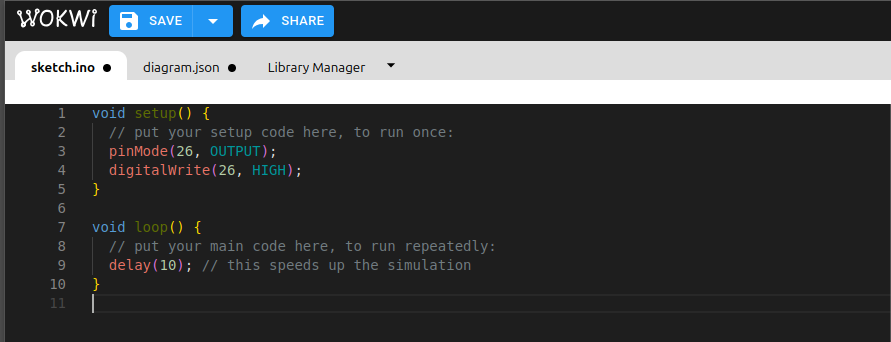 WOKWI SAVE SHARE
sketch.ino diagram.json Library Manager
1 void setup() {
2 // put your setup code here, to run once:
3 pinMode(26, OUTPUT);
4 digitalWrite(26, HIGH);
5 }
6
7 void loop() {
8 // put your main code here, to run repeatedly:
9 delay(10); // this speeds up the simulation
10 }
11